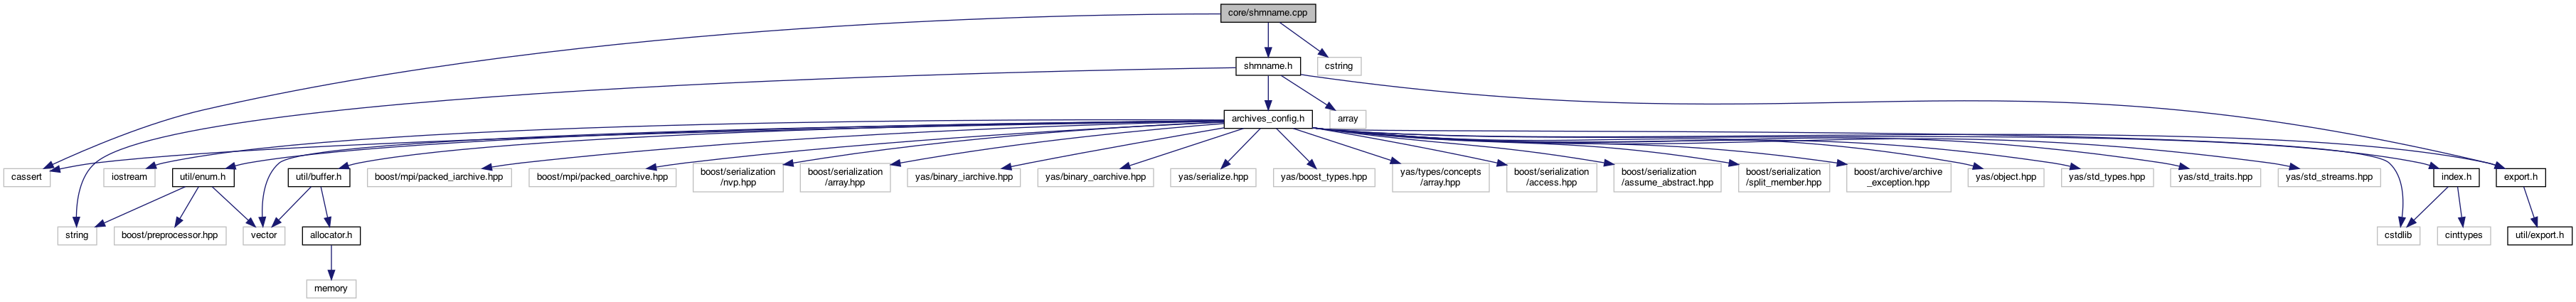 core/shmname.cpp
shmname.h
cstring
archives_config.h
array
cassert
iostream
util/enum.h
util/buffer.h
boost/mpi/packed_iarchive.hpp
boost/mpi/packed_oarchive.hpp
boost/serialization
/nvp.hpp
boost/serialization
/array.hpp
yas/binary_iarchive.hpp
yas/binary_oarchive.hpp
yas/serialize.hpp
yas/boost_types.hpp
yas/types/concepts
/array.hpp
boost/serialization
/access.hpp
boost/serialization
/assume_abstract.hpp
boost/serialization
/split_member.hpp
boost/archive/archive
_exception.hpp
yas/object.hpp
yas/std_types.hpp
yas/std_traits.hpp
yas/std_streams.hpp
index.h
export.h
string
boost/preprocessor.hpp
vector
allocator.h
cstdlib
cinttypes
util/export.h
memory